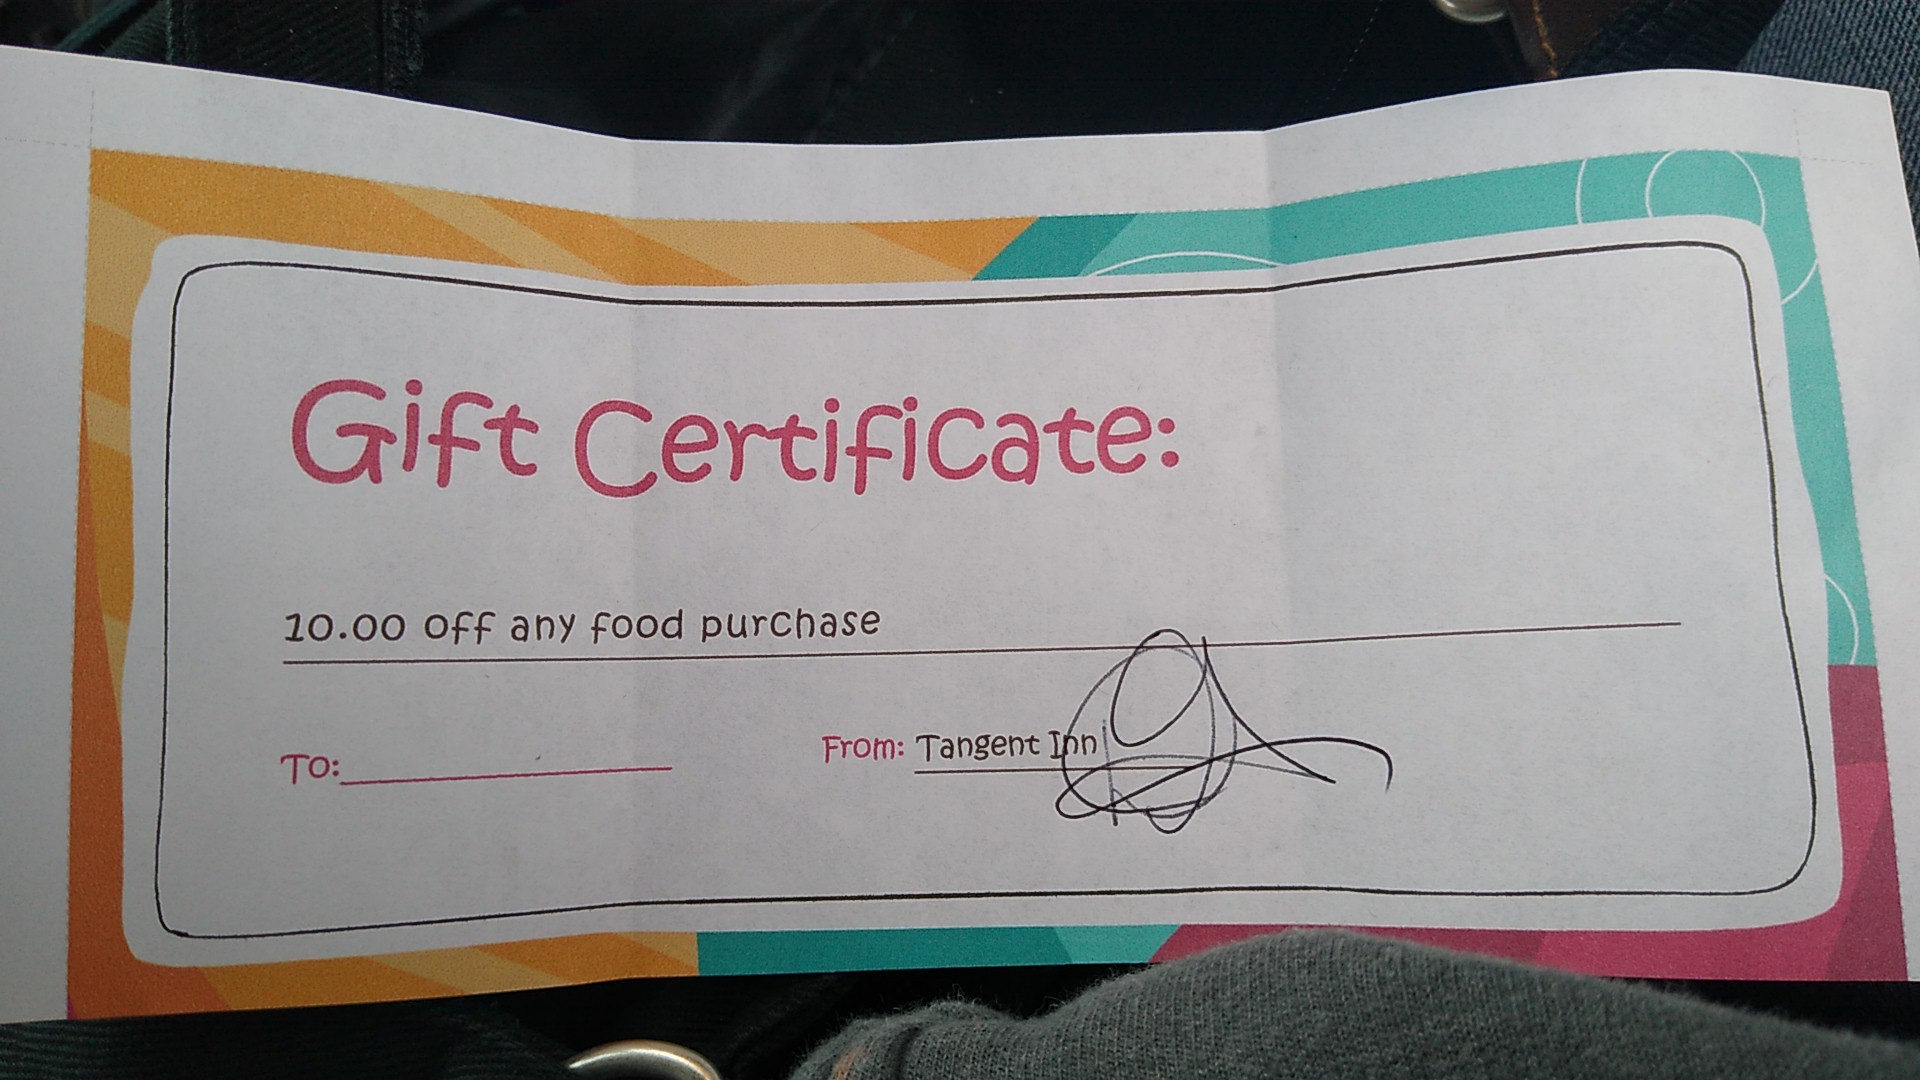 Gift Certificate:
10.00 off any food purchase
To:
From: Tangent Inn